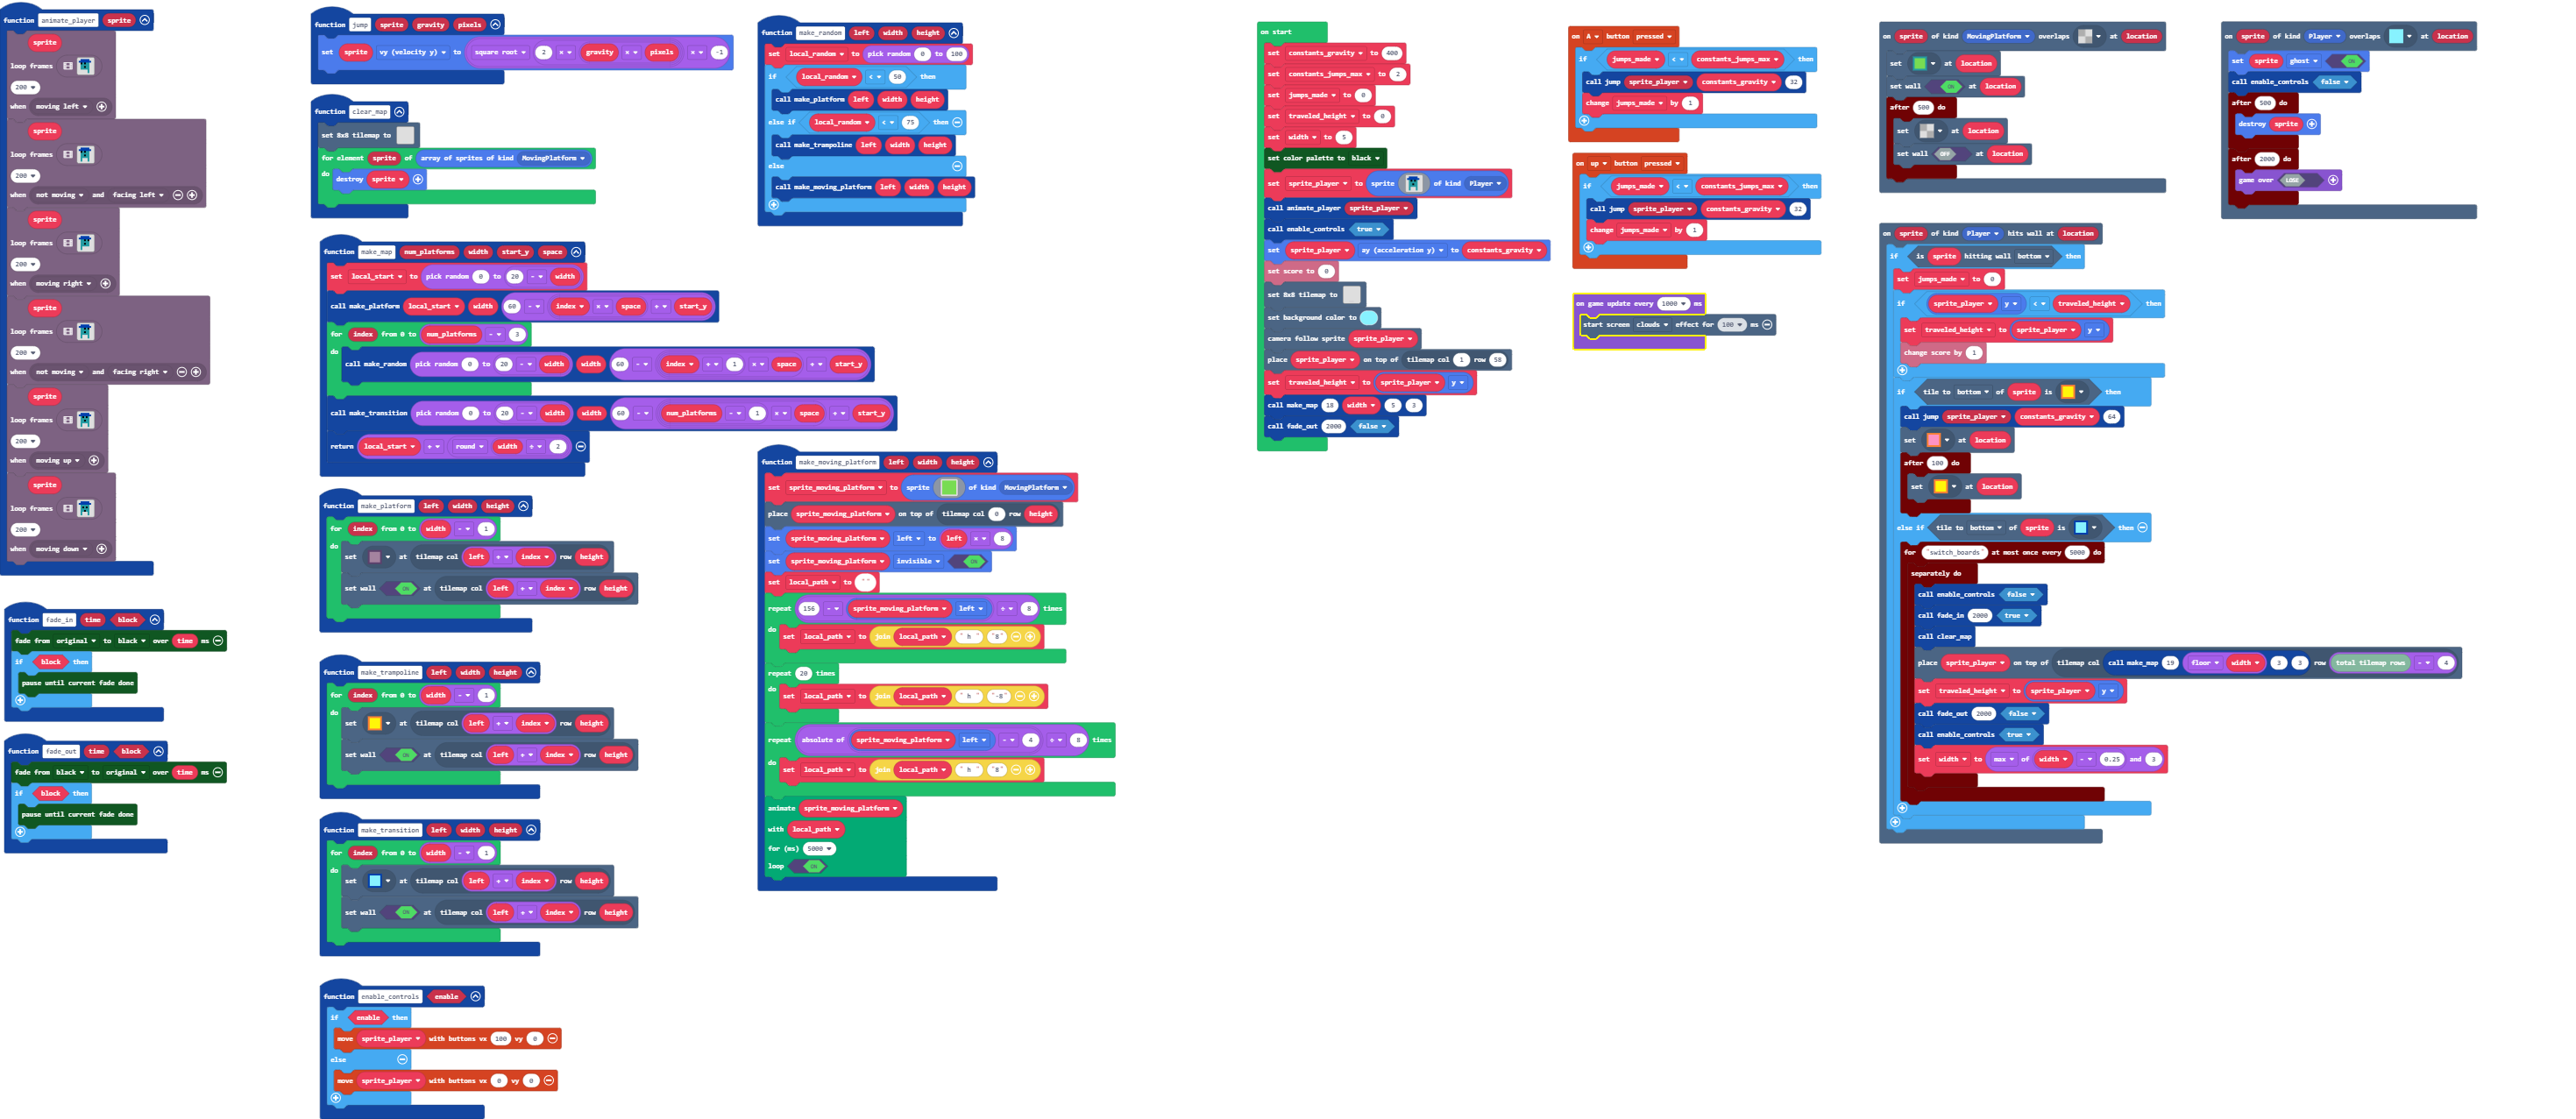 function animate_player sprite
sprite
loop frames
200
when moving left
sprite
loop frames
200
when not moving and facing left
sprite
loop frames
200
when moving right
sprite
loop frames
200
when not moving and facing right
sprite
loop frames
200
when moving up
sprite
loop frames
200
when moving down
function fade_in time block
fade from original to black over time ms
if block then
pause until current fade done
function fade_out time block
fade from black to original over time ms
if block then
pause until current fade done
function jump sprite gravity pixels
set sprite vy (velocity y) to square root 2 × gravity × pixels × -1
function clear_map
set 8x8 tilemap to
for element sprite of array of sprites of kind MovingPlatform
do destroy sprite
function make_map num_platforms width start_y space
set local_start to pick random 0 to 20 - width
call make_platform local_start width 60 - index × space + start_y
for index from 0 to num_platforms - 3
do
call make_random pick random 0 to 20 - width width 60 - index + 1 × space + start_y
call make_transition pick random 0 to 20 - width width 60 - num_platforms - 1 × space + start_y
return local_start + round width ÷ 2
function make_platform left width height
for index from 0 to width - 1
do
set at tilemap col left + index row height
set wall ON at tilemap col left + index row height
function make_trampoline left width height
for index from 0 to width - 1
do
set at tilemap col left + index row height
set wall ON at tilemap col left + index row height
function make_transition left width height
for index from 0 to width - 1
do
set at tilemap col left + index row height
set wall ON at tilemap col left + index row height
function enable_controls enable
if enable then
move sprite_player with buttons vx 100 vy 0
else
move sprite_player with buttons vx 0 vy 0
function make_random left width height
set local_random to pick random 0 to 100
if local_random < 50 then
call make_platform left width height
else if local_random < 75 then
call make_trampoline left width height
else
call make_moving_platform left width height
function make_moving_platform left width height
set sprite_moving_platform to sprite of kind MovingPlatform
place sprite_moving_platform on top of tilemap col 0 row height
set sprite_moving_platform left to left × 8
set sprite_moving_platform invisible ON
set local_path to " "
repeat 156 - sprite_moving_platform left ÷ 8 times
do set local_path to join local_path " h " "8"
repeat 20 times
do set local_path to join local_path " h " "-8"
repeat absolute of sprite_moving_platform left - 4 ÷ 8 times
do set local_path to join local_path " h " "8"
animate sprite_moving_platform
with local_path
for (ms) 5000
loop ON
on start
set constants_gravity to 400
set constants_jumps_max to 2
set jumps_made to 0
set traveled_height to 0
set width to 5
set color palette to black
set sprite_player to sprite of kind Player
call animate_player sprite_player
call enable_controls true
set sprite_player ay (acceleration y) to constants_gravity
set score to 0
set 8x8 tilemap to
set background color to
camera follow sprite sprite_player
place sprite_player on top of tilemap col 1 row 58
set traveled_height to sprite_player y
call make_map 18 width 5 3
call fade_out 2000 false
on A button pressed
if jumps_made < constants_jumps_max then
call jump sprite_player constants_gravity 32
change jumps_made by 1
on up button pressed
if jumps_made < constants_jumps_max then
call jump sprite_player constants_gravity 32
change jumps_made by 1
on game update every 1000 ms
start screen clouds effect for 100 ms
on sprite of kind MovingPlatform overlaps at location
set at location
set wall ON at location
after 500 do
set at location
set wall OFF at location
on sprite of kind Player overlaps at location
set sprite ghost ON
call enable_controls false
after 500 do
destroy sprite
after 2000 do
game over LOSE
on sprite of kind Player hits wall at location
if is sprite hitting wall bottom then
set jumps_made to 0
if sprite_player y < traveled_height then
set traveled_height to sprite_player y
change score by 1
if tile to bottom of sprite is then
call jump sprite_player constants_gravity 64
set at location
after 100 do
set at location
else if tile to bottom of sprite is then
for "switch_boards" at most once every 5000 do
separately do
call enable_controls false
call fade_in 2000 true
call clear_map
place sprite_player on top of tilemap col call make_map 19 floor width 3 3 row total tilemap rows - 4
set traveled_height to sprite_player y
call fade_out 2000 false
call enable_controls true
set width to max of width - 0.25 and 3